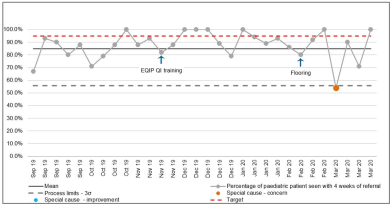 100.0%
90.0%
80.0%
70.0%
60.0%
50.0%
40.0%
30.0%
20.0%
10.0%
0.0%
EQIP QI training
Flooring
Sep 19 Sep 19 Sep 19 Sep 19 Sep 19 Oct 19 Oct 19 Oct 19 Oct 19 Nov 19 Nov 19 Nov 19 Nov 19 Dec 19 Dec 19 Dec 19 Dec 19 Dec 19 Jan 20 Jan 20 Jan 20 Jan 20 Feb 20 Feb 20 Feb 20 Feb 20 Mar 20 Mar 20 Mar 20 Mar 20
Mean
Percentage of paediatric patient seen with 4 weeks of referral
Process limits - 3σ
Special cause - concern
Special cause - improvement
Target